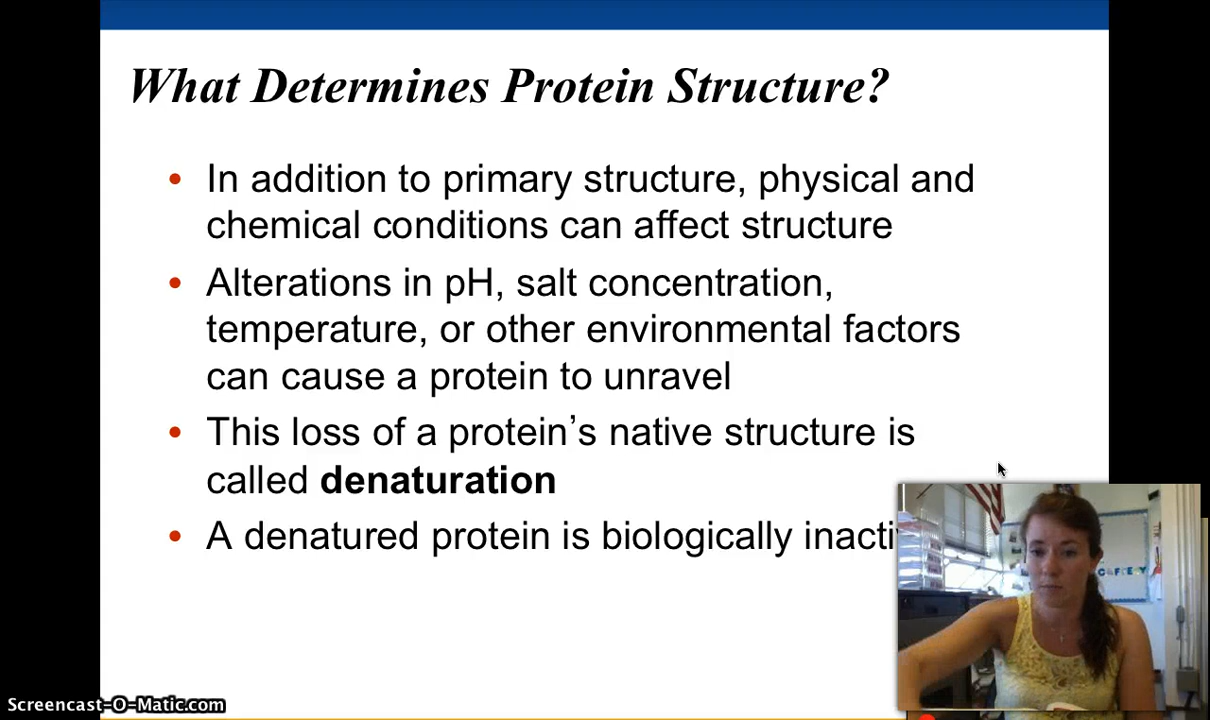 What Determines Protein Structure?
• In addition to primary structure, physical and
chemical conditions can affect structure
• Alterations in pH, salt concentration,
temperature, or other environmental factors
can cause a protein to unravel
• This loss of a protein’s native structure is
called denaturation
• A denatured protein is biologically
Screencast-O-Matic.com